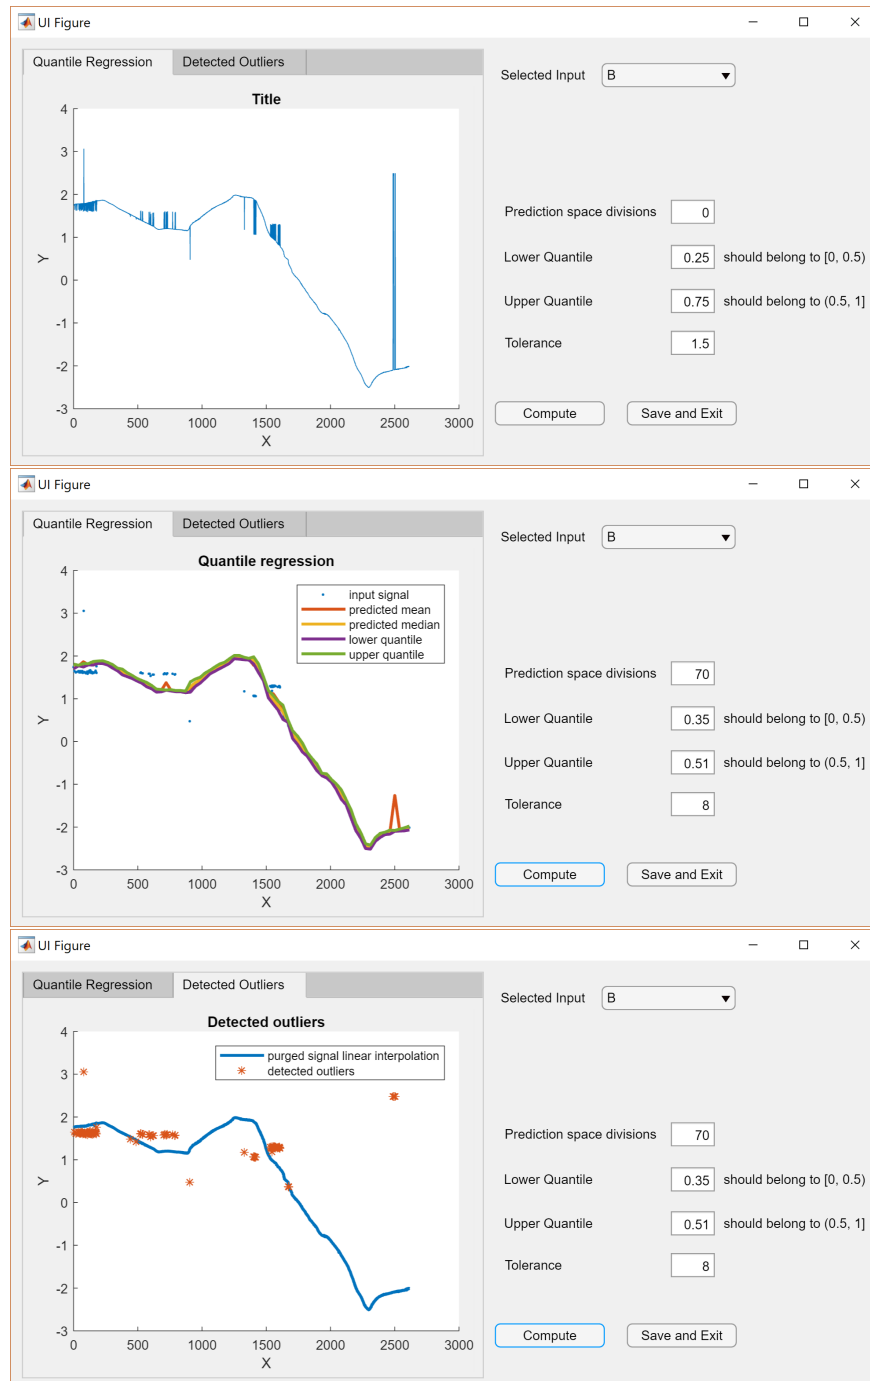 UI Figure
Quantile Regression Detected Outliers
Selected Input B
Title
4
3
2
1
0
-1
-2
-3
Y
0 500 1000 1500 2000 2500 3000
X
Prediction space divisions 0
Lower Quantile 0.25 should belong to [0, 0.5)
Upper Quantile 0.75 should belong to (0.5, 1]
Tolerance 1.5
Compute Save and Exit
UI Figure
Quantile Regression Detected Outliers
Selected Input B
Quantile regression
input signal
predicted mean
predicted median
lower quantile
upper quantile
4
3
2
1
0
-1
-2
-3
Y
0 500 1000 1500 2000 2500 3000
X
Prediction space divisions 70
Lower Quantile 0.35 should belong to [0, 0.5)
Upper Quantile 0.51 should belong to (0.5, 1]
Tolerance 8
Compute Save and Exit
UI Figure
Quantile Regression Detected Outliers
Selected Input B
Detected outliers
purged signal linear interpolation
detected outliers
4
3
2
1
0
-1
-2
-3
Y
0 500 1000 1500 2000 2500 3000
X
Prediction space divisions 70
Lower Quantile 0.35 should belong to [0, 0.5)
Upper Quantile 0.51 should belong to (0.5, 1]
Tolerance 8
Compute Save and Exit